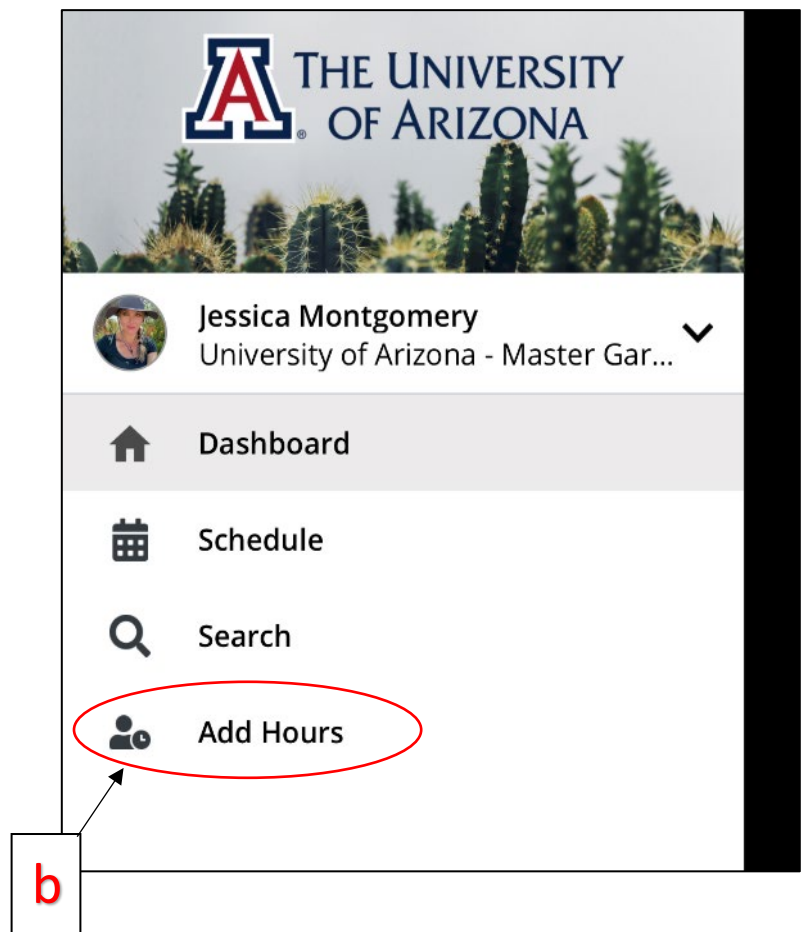 THE UNIVERSITY
OF ARIZONA
Jessica Montgomery
University of Arizona - Master Gar...
Dashboard
Schedule
Search
Add Hours
b